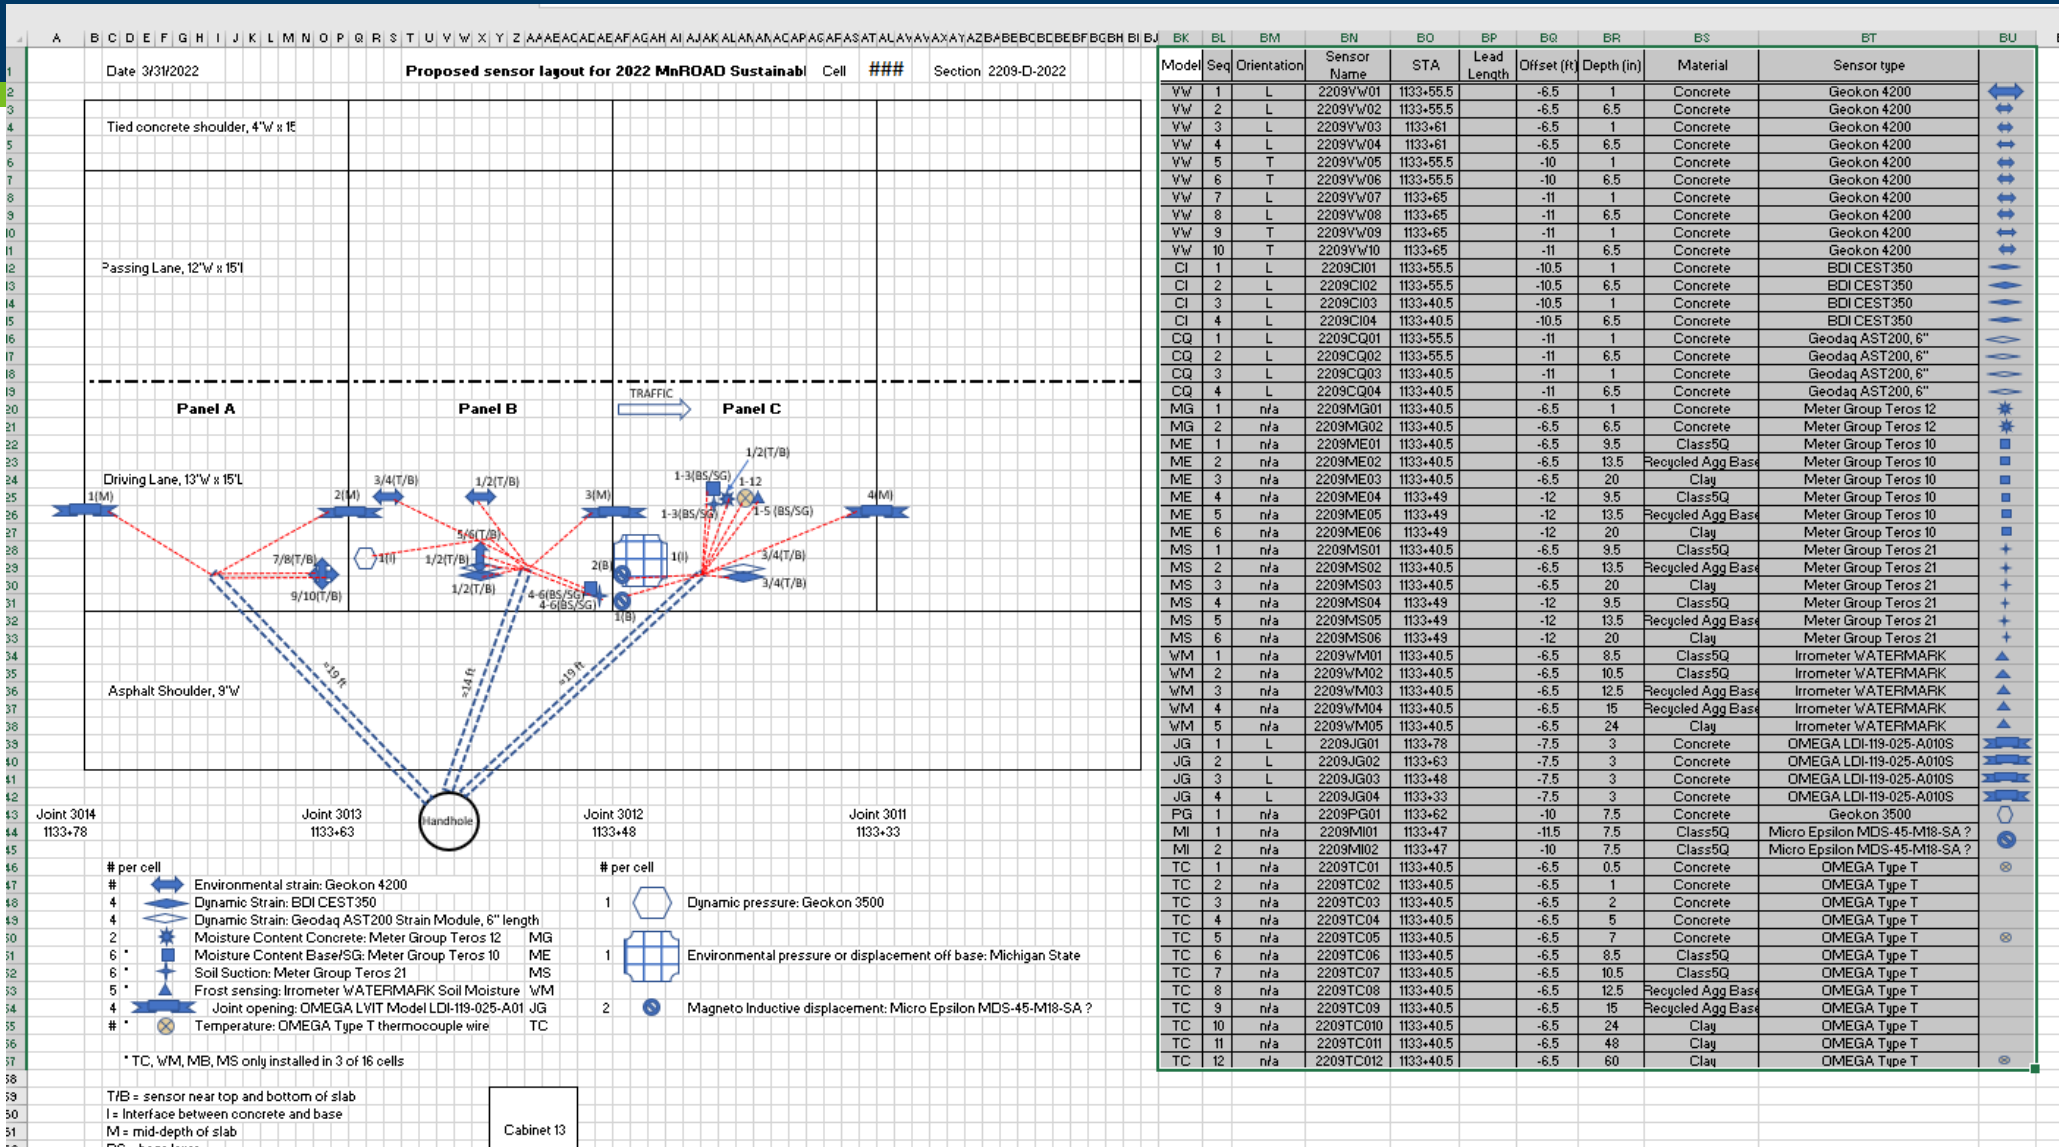 Date 3/31/2022 Proposed sensor layout for 2022 MnROAD Sustainabl Cell ### Section 2209-D-2022
Tied concrete shoulder, 4'W x 15
Passing Lane, 12'W x 15'l
TRAFFIC
Panel A Panel B Panel C
Driving Lane, 13'W x 15'L
1/2(T/B)
3/4(T/B) 1/2(T/B) 1-3(BS/SG) 1-12
1(M) 2(M) 3(M) 4(M)
1-3(BS/SG) 1-5 (BS/SG)
5/6(T/B)
7/8(T/B) 1(I) 1/2(T/B) 2(B) 1(I) 3/4(T/B)
9/10(T/B) 1/2(T/B) 4-6(BS/SG) 3/4(T/B)
4-6(BS/SG) 1(B)
≈19 ft ≈14 ft ≈19 ft
Asphalt Shoulder, 9'W
Handhole
Joint 3014 Joint 3013 Joint 3012 Joint 3011
1133+78 1133+63 1133+48 1133+33
# per cell # per cell
# Environmental strain: Geokon 4200
4 Dynamic Strain: BDI CEST350 1 Dynamic pressure: Geokon 3500
4 Dynamic Strain: Geodaq AST200 Strain Module, 6" length
2 Moisture Content Concrete: Meter Group Teros 12 MG
6 * Moisture Content Base/SG: Meter Group Teros 10 ME 1 Environmental pressure or displacement off base: Michigan State
6 * Soil Suction: Meter Group Teros 21 MS
5 * Frost sensing: Irrometer WATERMARK Soil Moisture WM
4 Joint opening: OMEGA LVIT Model LDI-119-025-A01 JG 2 Magneto Inductive displacement: Micro Epsilon MDS-45-M18-SA ?
# * Temperature: OMEGA Type T thermocouple wire TC
* TC, WM, MB, MS only installed in 3 of 16 cells
T/B = sensor near top and bottom of slab
I = Interface between concrete and base
M = mid-depth of slab
Cabinet 13
Model Seq Orientation Sensor Name STA Lead Length Offset (ft) Depth (in) Material Sensor type
VW 1 L 2209VW01 1133+55.5 -6.5 1 Concrete Geokon 4200
VW 2 L 2209VW02 1133+55.5 -6.5 6.5 Concrete Geokon 4200
VW 3 L 2209VW03 1133+61 -6.5 1 Concrete Geokon 4200
VW 4 L 2209VW04 1133+61 -6.5 6.5 Concrete Geokon 4200
VW 5 T 2209VW05 1133+55.5 -10 1 Concrete Geokon 4200
VW 6 T 2209VW06 1133+55.5 -10 6.5 Concrete Geokon 4200
VW 7 L 2209VW07 1133+65 -11 1 Concrete Geokon 4200
VW 8 L 2209VW08 1133+65 -11 6.5 Concrete Geokon 4200
VW 9 T 2209VW09 1133+65 -11 1 Concrete Geokon 4200
VW 10 T 2209VW10 1133+65 -11 6.5 Concrete Geokon 4200
CI 1 L 2209CI01 1133+55.5 -10.5 1 Concrete BDI CEST350
CI 2 L 2209CI02 1133+55.5 -10.5 6.5 Concrete BDI CEST350
CI 3 L 2209CI03 1133+40.5 -10.5 1 Concrete BDI CEST350
CI 4 L 2209CI04 1133+40.5 -10.5 6.5 Concrete BDI CEST350
CQ 1 L 2209CQ01 1133+55.5 -11 1 Concrete Geodaq AST200, 6"
CQ 2 L 2209CQ02 1133+55.5 -11 6.5 Concrete Geodaq AST200, 6"
CQ 3 L 2209CQ03 1133+40.5 -11 1 Concrete Geodaq AST200, 6"
CQ 4 L 2209CQ04 1133+40.5 -11 6.5 Concrete Geodaq AST200, 6"
MG 1 n/a 2209MG01 1133+40.5 -6.5 1 Concrete Meter Group Teros 12
MG 2 n/a 2209MG02 1133+40.5 -6.5 6.5 Concrete Meter Group Teros 12
ME 1 n/a 2209ME01 1133+40.5 -6.5 9.5 Class5Q Meter Group Teros 10
ME 2 n/a 2209ME02 1133+40.5 -6.5 13.5 Recycled Agg Base Meter Group Teros 10
ME 3 n/a 2209ME03 1133+40.5 -6.5 20 Clay Meter Group Teros 10
ME 4 n/a 2209ME04 1133+49 -12 9.5 Class5Q Meter Group Teros 10
ME 5 n/a 2209ME05 1133+49 -12 13.5 Recycled Agg Base Meter Group Teros 10
ME 6 n/a 2209ME06 1133+49 -12 20 Clay Meter Group Teros 10
MS 1 n/a 2209MS01 1133+40.5 -6.5 9.5 Class5Q Meter Group Teros 21
MS 2 n/a 2209MS02 1133+40.5 -6.5 13.5 Recycled Agg Base Meter Group Teros 21
MS 3 n/a 2209MS03 1133+40.5 -6.5 20 Clay Meter Group Teros 21
MS 4 n/a 2209MS04 1133+49 -12 9.5 Class5Q Meter Group Teros 21
MS 5 n/a 2209MS05 1133+49 -12 13.5 Recycled Agg Base Meter Group Teros 21
MS 6 n/a 2209MS06 1133+49 -12 20 Clay Meter Group Teros 21
WM 1 n/a 2209WM01 1133+40.5 -6.5 8.5 Class5Q Irrometer WATERMARK
WM 2 n/a 2209WM02 1133+40.5 -6.5 10.5 Class5Q Irrometer WATERMARK
WM 3 n/a 2209WM03 1133+40.5 -6.5 12.5 Recycled Agg Base Irrometer WATERMARK
WM 4 n/a 2209WM04 1133+40.5 -6.5 15 Recycled Agg Base Irrometer WATERMARK
WM 5 n/a 2209WM05 1133+40.5 -6.5 24 Clay Irrometer WATERMARK
JG 1 L 2209JG01 1133+78 -7.5 3 Concrete OMEGA LDI-119-025-A010S
JG 2 L 2209JG02 1133+63 -7.5 3 Concrete OMEGA LDI-119-025-A010S
JG 3 L 2209JG03 1133+48 -7.5 3 Concrete OMEGA LDI-119-025-A010S
JG 4 L 2209JG04 1133+33 -7.5 3 Concrete OMEGA LDI-119-025-A010S
PG 1 n/a 2209PG01 1133+62 -10 7.5 Concrete Geokon 3500
MI 1 n/a 2209MI01 1133+47 -11.5 7.5 Class5Q Micro Epsilon MDS-45-M18-SA ?
MI 2 n/a 2209MI02 1133+47 -10 7.5 Class5Q Micro Epsilon MDS-45-M18-SA ?
TC 1 n/a 2209TC01 1133+40.5 -6.5 0.5 Concrete OMEGA Type T
TC 2 n/a 2209TC02 1133+40.5 -6.5 1 Concrete OMEGA Type T
TC 3 n/a 2209TC03 1133+40.5 -6.5 2 Concrete OMEGA Type T
TC 4 n/a 2209TC04 1133+40.5 -6.5 5 Concrete OMEGA Type T
TC 5 n/a 2209TC05 1133+40.5 -6.5 7 Concrete OMEGA Type T
TC 6 n/a 2209TC06 1133+40.5 -6.5 8.5 Class5Q OMEGA Type T
TC 7 n/a 2209TC07 1133+40.5 -6.5 10.5 Class5Q OMEGA Type T
TC 8 n/a 2209TC08 1133+40.5 -6.5 12.5 Recycled Agg Base OMEGA Type T
TC 9 n/a 2209TC09 1133+40.5 -6.5 15 Recycled Agg Base OMEGA Type T
TC 10 n/a 2209TC010 1133+40.5 -6.5 24 Clay OMEGA Type T
TC 11 n/a 2209TC011 1133+40.5 -6.5 48 Clay OMEGA Type T
TC 12 n/a 2209TC012 1133+40.5 -6.5 60 Clay OMEGA Type T